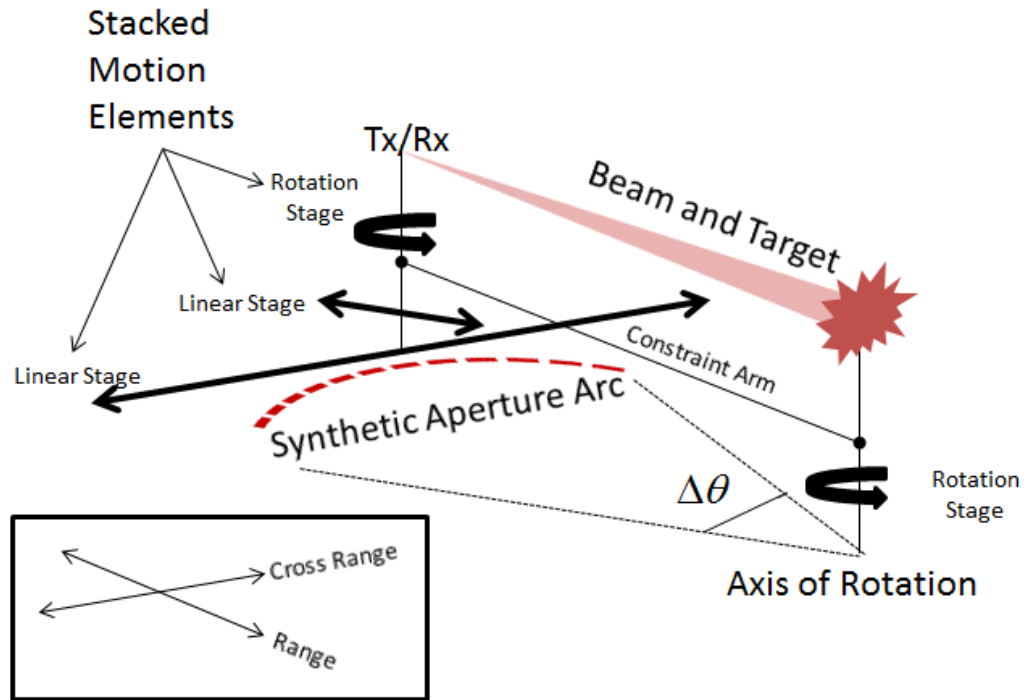 Stacked
Motion
Elements
Tx/Rx
Rotation
Stage
Beam and Target
Linear Stage
Linear Stage
Constraint Arm
Synthetic Aperture Arc
Δθ
Rotation
Stage
Axis of Rotation
Cross Range
Range